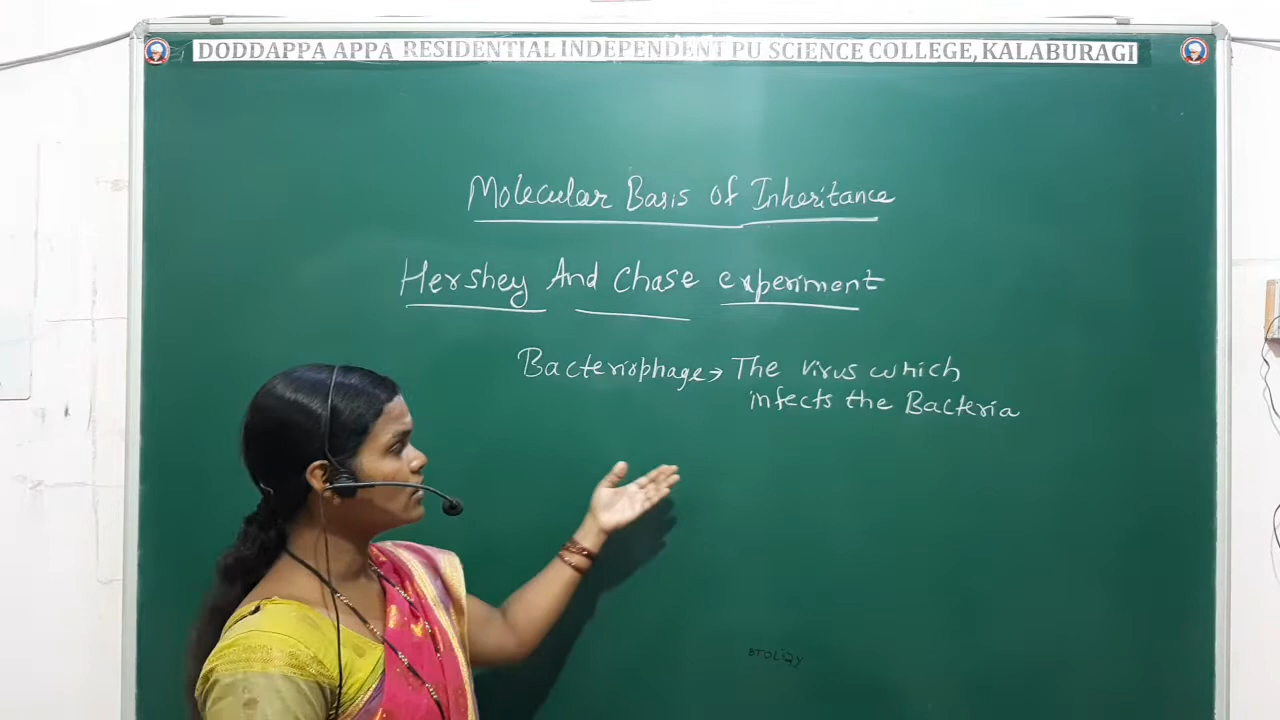 DODDAPPA APPA RESIDENTIAL INDEPENDENT PU SCIENCE COLLEGE, KALABURAGI
Molecular Basis of Inheritance
Hershey And Chase experiment
Bacteriophage → The virus which
infects the Bacteria